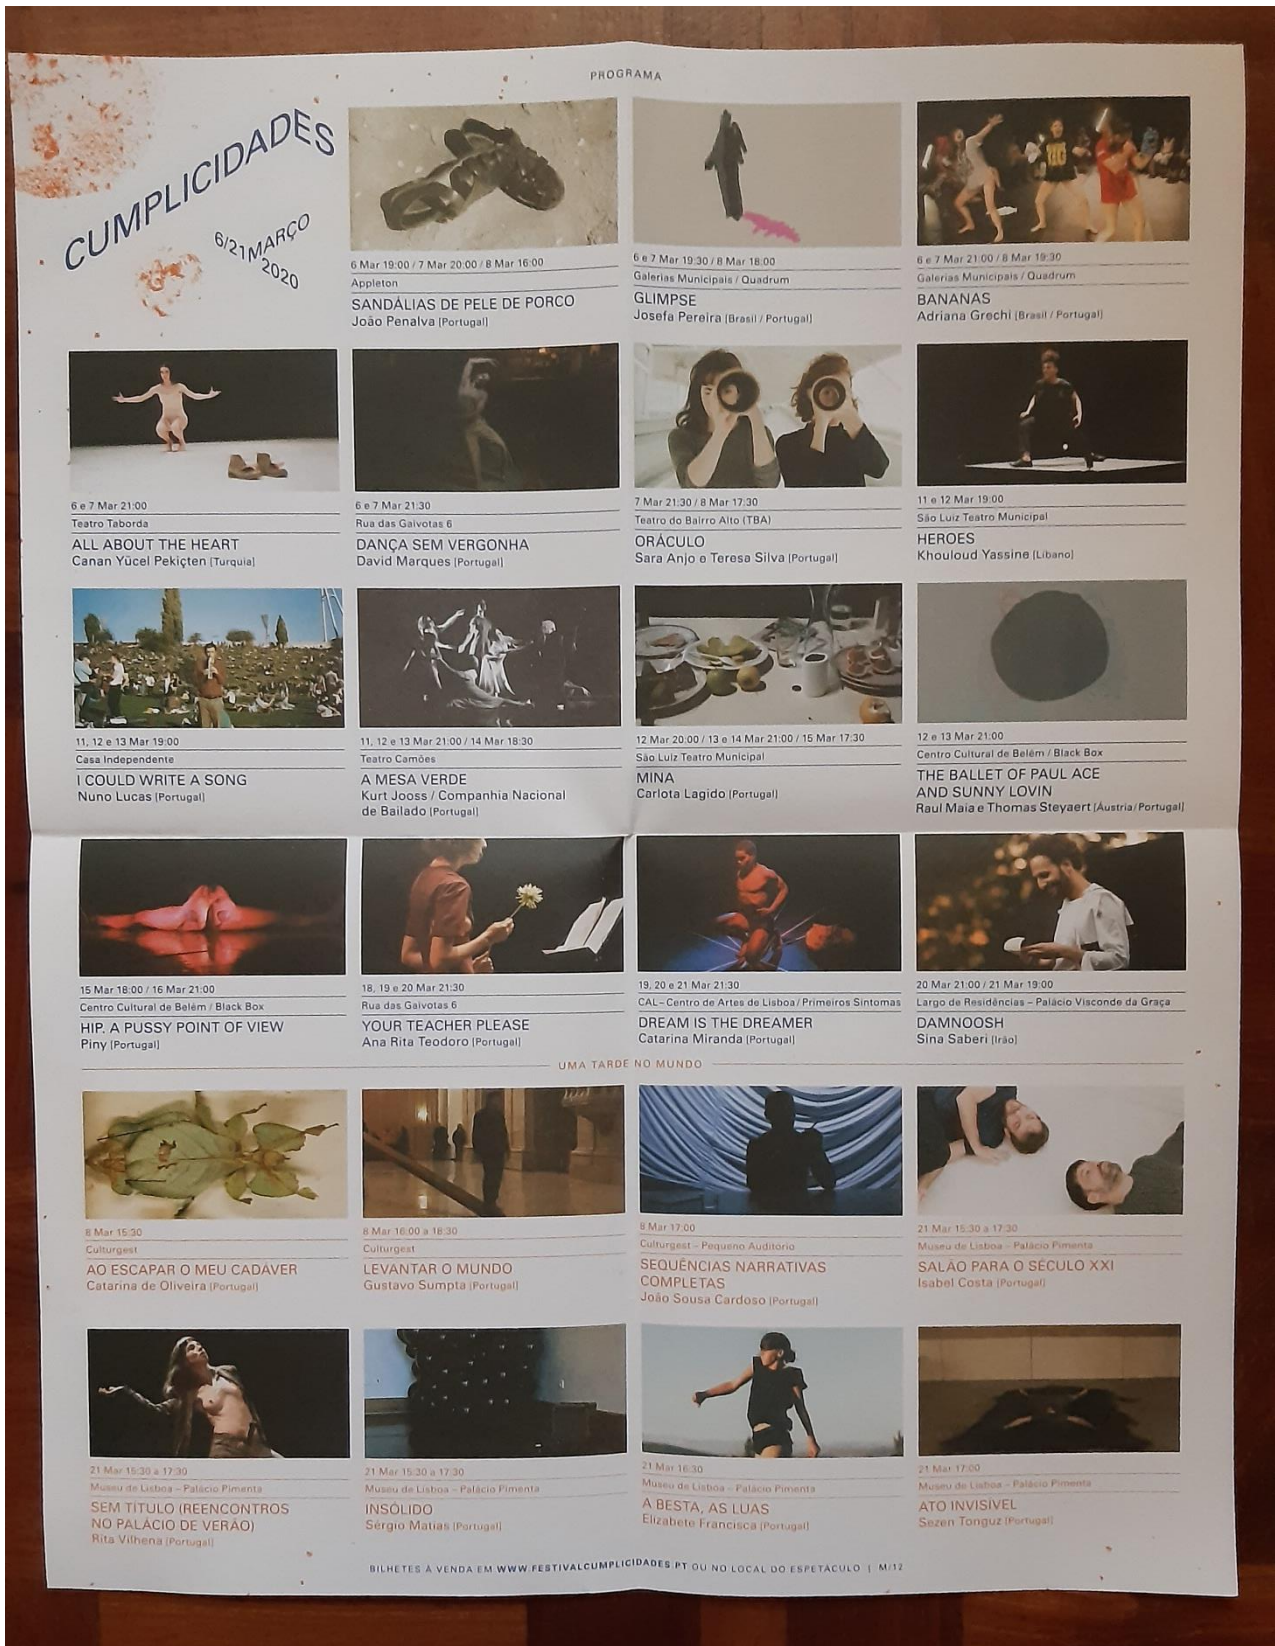 PROGRAMA
CUMPLICIDADES
6/21 MARÇO
2020
6 Mar 19:00 / 7 Mar 20:00 / 8 Mar 16:00
Appleton
SANDÁLIAS DE PELE DE PORCO
João Penalva [Portugal]
6 e 7 Mar 19:30 / 8 Mar 18:00
Galerias Municipais / Quadrum
GLIMPSE
Josefa Pereira [Brasil / Portugal]
6 e 7 Mar 21:00 / 8 Mar 19:30
Galerias Municipais / Quadrum
BANANAS
Adriana Grechi [Brasil / Portugal]
6 e 7 Mar 21:00
Teatro Taborda
ALL ABOUT THE HEART
Canan Yücel Pekiçten [Turquia]
6 e 7 Mar 21:30
Rua das Gaivotas 6
DANÇA SEM VERGONHA
David Marques [Portugal]
7 Mar 21:30 / 8 Mar 17:30
Teatro do Bairro Alto (TBA)
ORÁCULO
Sara Anjo e Teresa Silva [Portugal]
11 e 12 Mar 19:00
São Luiz Teatro Municipal
HEROES
Khouloud Yassine [Líbano]
11, 12 e 13 Mar 19:00
Casa Independente
I COULD WRITE A SONG
Nuno Lucas [Portugal]
11, 12 e 13 Mar 21:00 / 14 Mar 18:30
Teatro Camões
A MESA VERDE
Kurt Jooss / Companhia Nacional
de Bailado [Portugal]
12 Mar 20:00 / 13 e 14 Mar 21:00 / 15 Mar 17:30
São Luiz Teatro Municipal
MINA
Carlota Lagido [Portugal]
12 e 13 Mar 21:00
Centro Cultural de Belém / Black Box
THE BALLET OF PAUL ACE
AND SUNNY LOVIN
Raul Maia e Thomas Steyaert [Áustria/Portugal]
15 Mar 18:00 / 16 Mar 21:00
Centro Cultural de Belém / Black Box
HIP. A PUSSY POINT OF VIEW
Piny [Portugal]
18, 19 e 20 Mar 21:30
Rua das Gaivotas 6
YOUR TEACHER PLEASE
Ana Rita Teodoro [Portugal]
19, 20 e 21 Mar 21:30
CAL – Centro de Artes de Lisboa / Primeiros Sintomas
DREAM IS THE DREAMER
Catarina Miranda [Portugal]
20 Mar 21:00 / 21 Mar 19:00
Largo de Residências – Palácio Visconde da Graça
DAMNOOSH
Sina Saberi [Irão]
UMA TARDE NO MUNDO
8 Mar 15:30
Culturgest
AO ESCAPAR O MEU CADÁVER
Catarina de Oliveira [Portugal]
8 Mar 16:00 a 18:30
Culturgest
LEVANTAR O MUNDO
Gustavo Sumpta [Portugal]
8 Mar 17:00
Culturgest – Pequeno Auditório
SEQUÊNCIAS NARRATIVAS
COMPLETAS
João Sousa Cardoso [Portugal]
21 Mar 15:30 a 17:30
Museu de Lisboa – Palácio Pimenta
SALÃO PARA O SÉCULO XXI
Isabel Costa [Portugal]
21 Mar 15:30 a 17:30
Museu de Lisboa – Palácio Pimenta
SEM TÍTULO (REENCONTROS
NO PALÁCIO DE VERÃO)
Rita Vilhena [Portugal]
21 Mar 15:30 a 17:30
Museu de Lisboa – Palácio Pimenta
INSÓLIDO
Sérgio Matias [Portugal]
21 Mar 16:30
Museu de Lisboa – Palácio Pimenta
A BESTA, AS LUAS
Elizabete Francisca [Portugal]
21 Mar 17:00
Museu de Lisboa – Palácio Pimenta
ATO INVISÍVEL
Sezen Tonguz [Portugal]
BILHETES À VENDA EM WWW.FESTIVALCUMPLICIDADES.PT OU NO LOCAL DO ESPETÁCULO | M/12